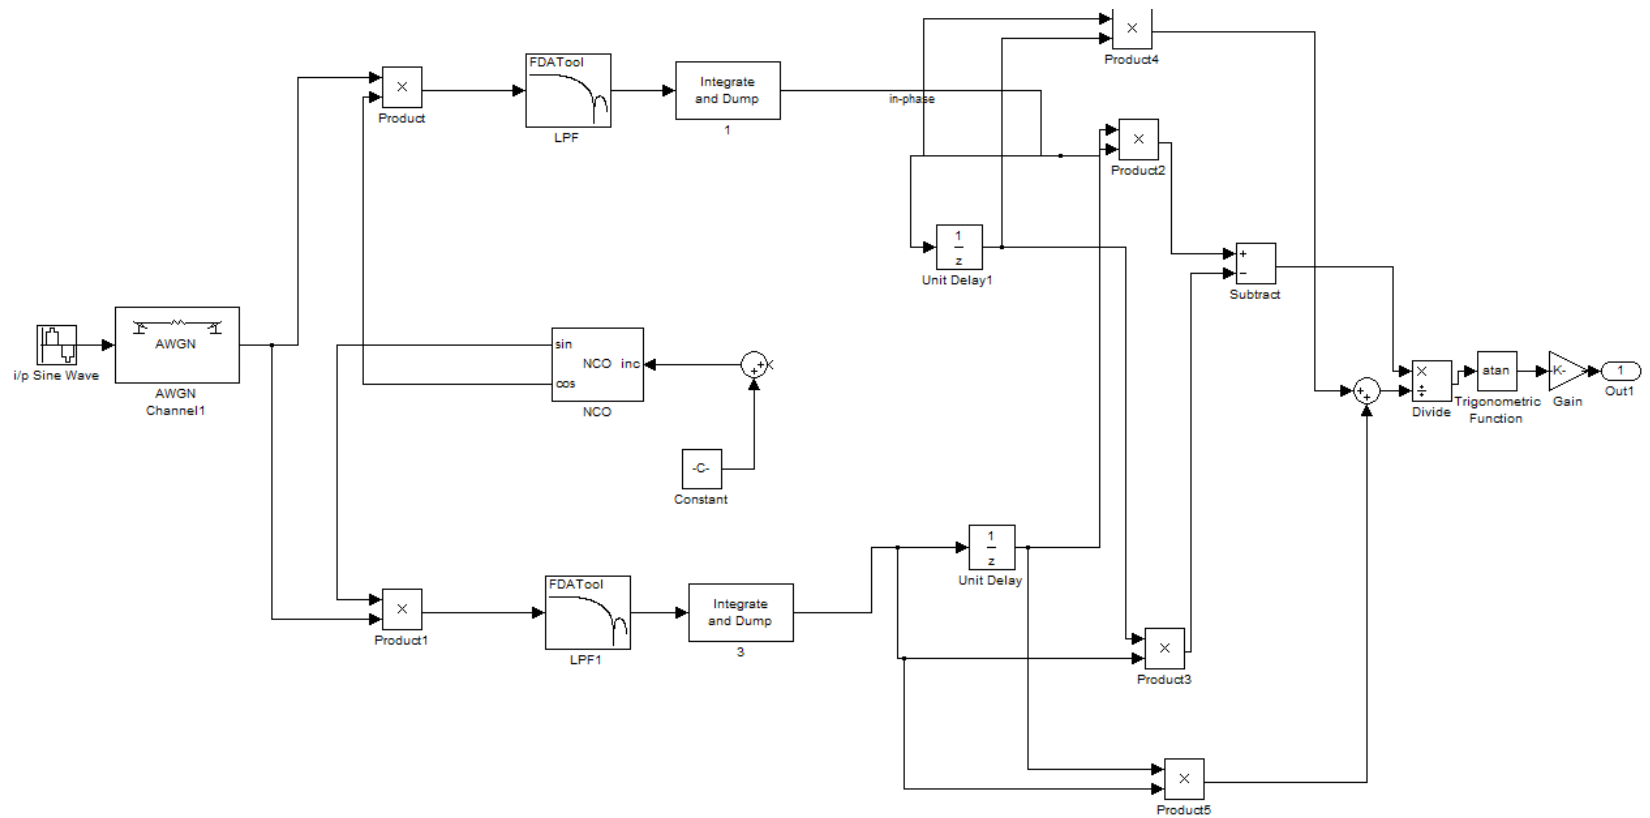 ×
Product4
FDATool
LPF
Integrate
and Dump
1
×
Product
in-phase
×
Product2
1
z
Unit Delay1
+
−
Subtract
i/p Sine Wave
AWGN
AWGN
Channel1
sin
cos
NCO
inc
NCO
+
+
-C-
Constant
+
+
×
÷
Divide
atan
Trigonometric
Function
K-
Gain
1
Out1
1
z
Unit Delay
×
Product1
FDATool
LPF1
Integrate
and Dump
3
×
Product3
×
Product5